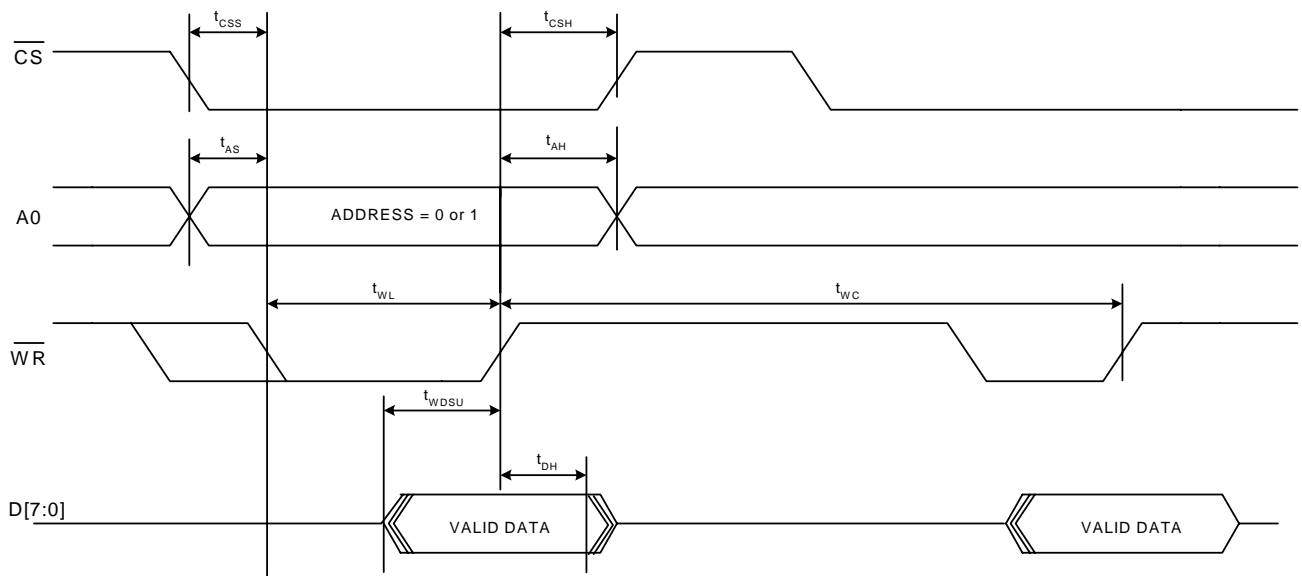 tCSS
tCSH
CS
tAS
tAH
A0
ADDRESS = 0 or 1
tWL
tWC
WR
tWDSU
tDH
D[7:0]
VALID DATA
VALID DATA